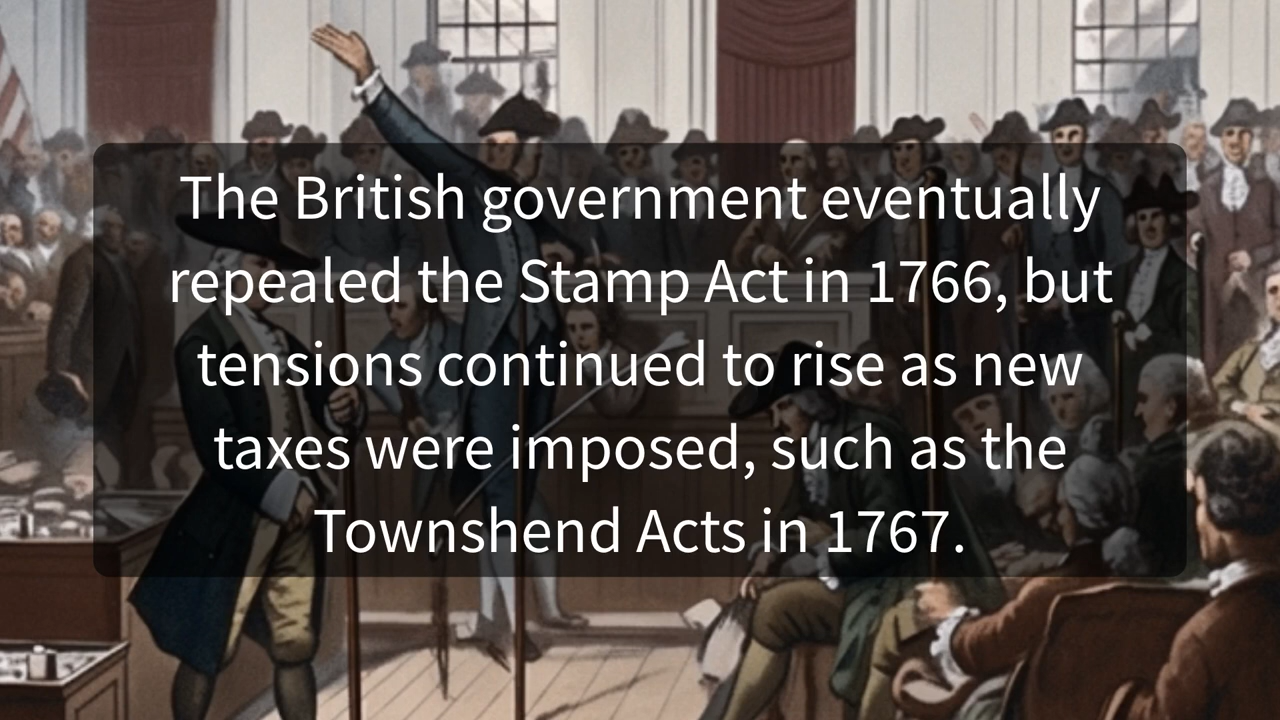 The British government eventually
repealed the Stamp Act in 1766, but
tensions continued to rise as new
taxes were imposed, such as the
Townshend Acts in 1767.